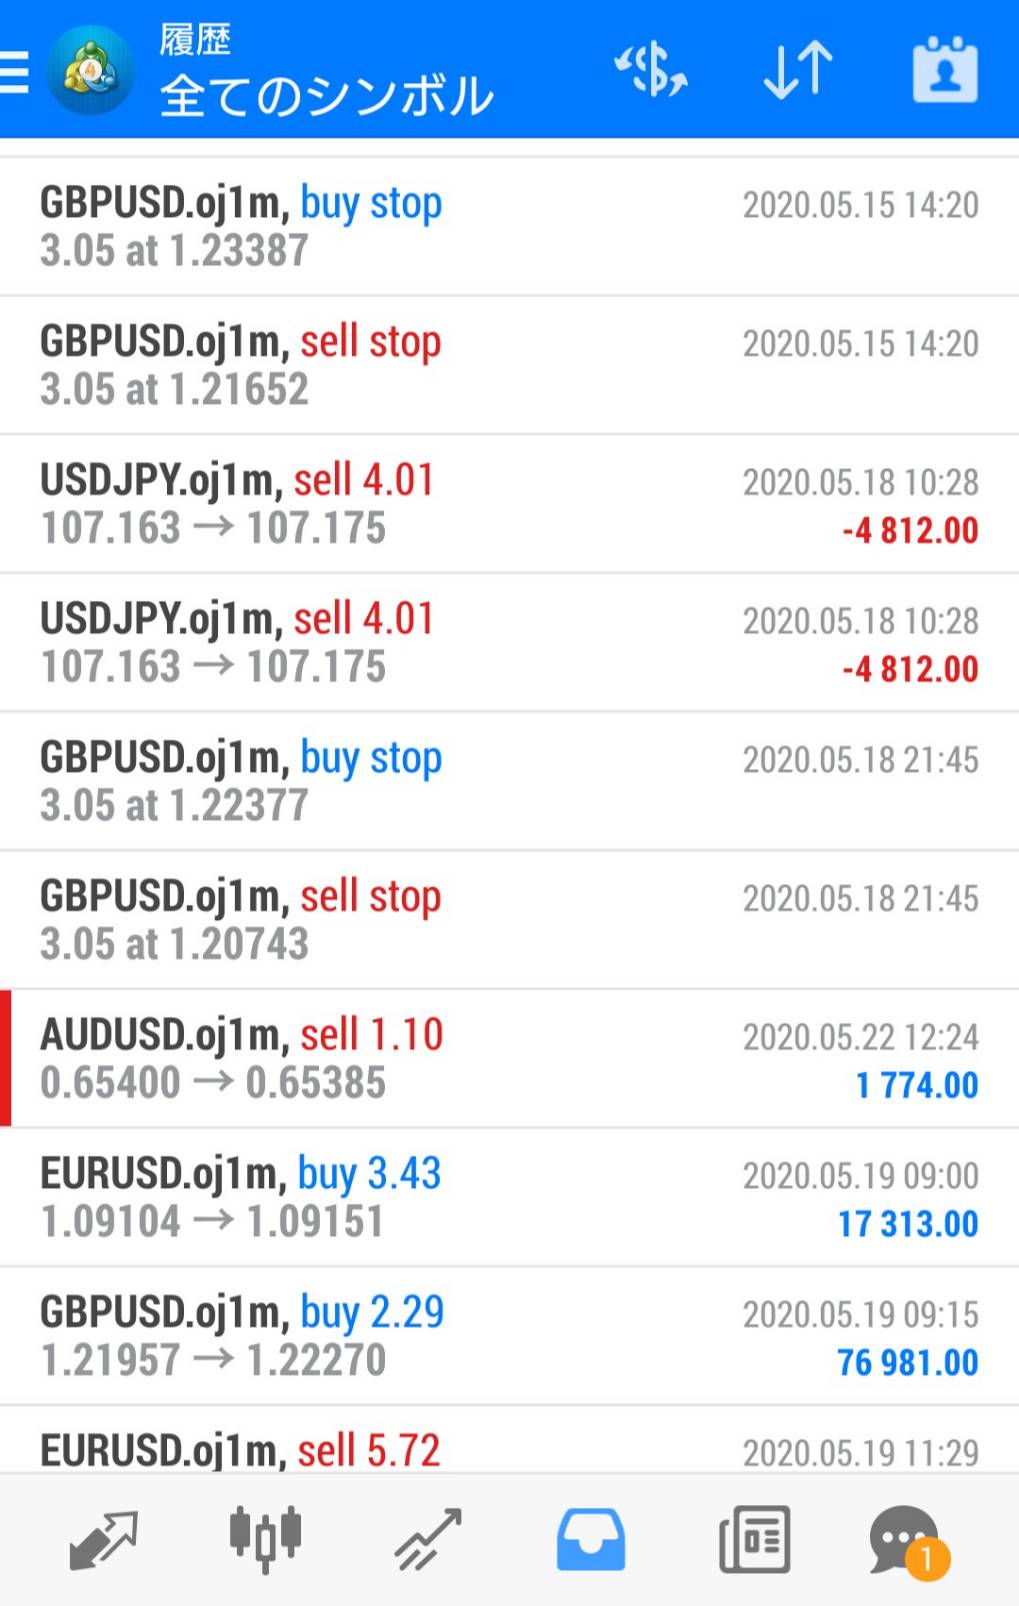 履歴
全てのシンボル
GBPUSD.oj1m, buy stop 2020.05.15 14:20
3.05 at 1.23387
GBPUSD.oj1m, sell stop 2020.05.15 14:20
3.05 at 1.21652
USDJPY.oj1m, sell 4.01 2020.05.18 10:28
107.163 → 107.175 -4 812.00
USDJPY.oj1m, sell 4.01 2020.05.18 10:28
107.163 → 107.175 -4 812.00
GBPUSD.oj1m, buy stop 2020.05.18 21:45
3.05 at 1.22377
GBPUSD.oj1m, sell stop 2020.05.18 21:45
3.05 at 1.20743
AUDUSD.oj1m, sell 1.10 2020.05.22 12:24
0.65400 → 0.65385 1 774.00
EURUSD.oj1m, buy 3.43 2020.05.19 09:00
1.09104 → 1.09151 17 313.00
GBPUSD.oj1m, buy 2.29 2020.05.19 09:15
1.21957 → 1.22270 76 981.00
EURUSD.oj1m, sell 5.72 2020.05.19 11:29
1